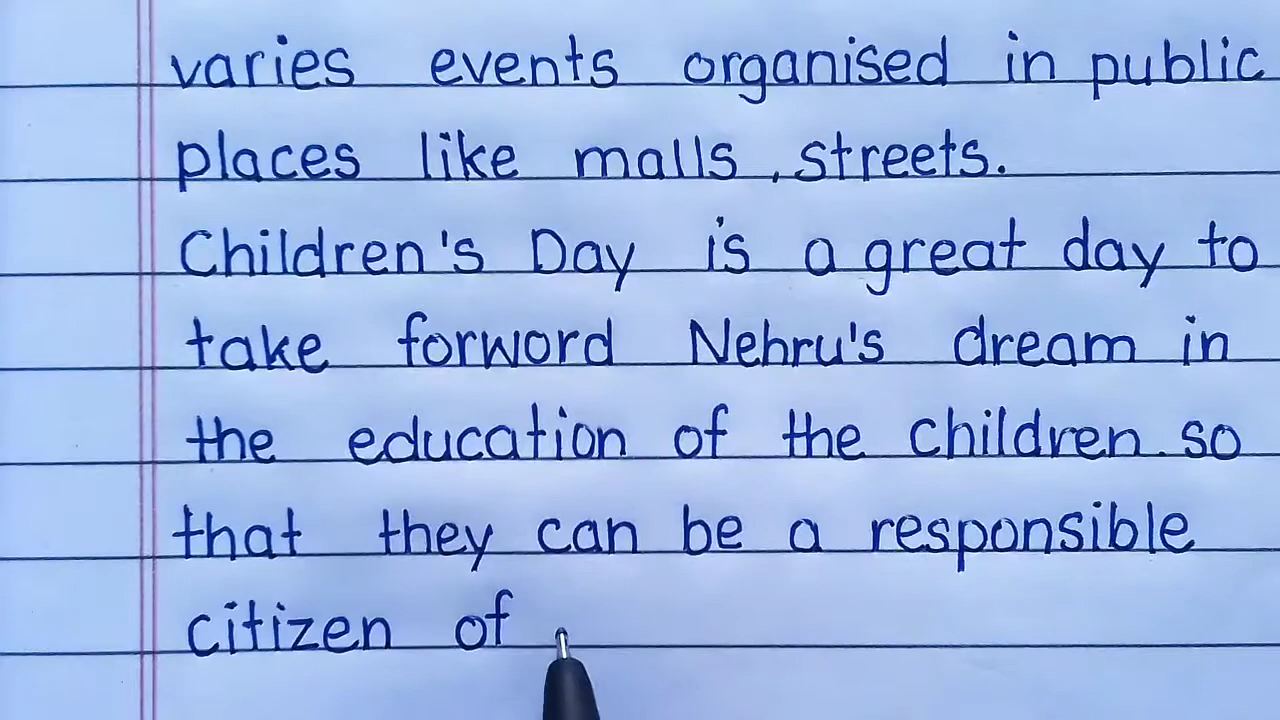 varies events organised in public
places like malls, streets.
Children's Day is a great day to
take forword Nehru's dream in
the education of the children. so
that they can be a responsible
citizen of